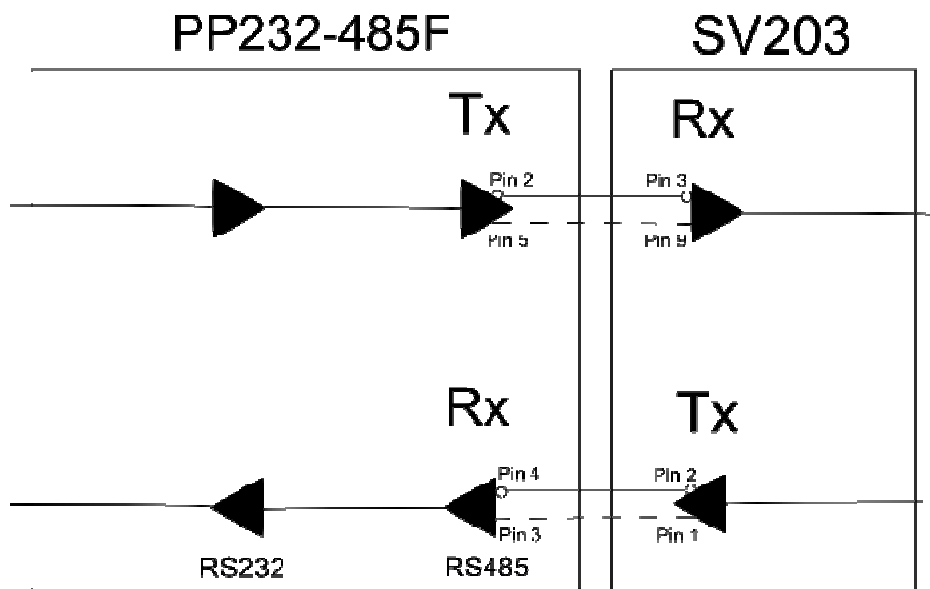 PP232-485F SV203
Tx Rx
Pin 2 Pin 3
Pin 5 Pin 9
Rx Tx
Pin 4 Pin 2
Pin 3 Pin 1
RS232 RS485